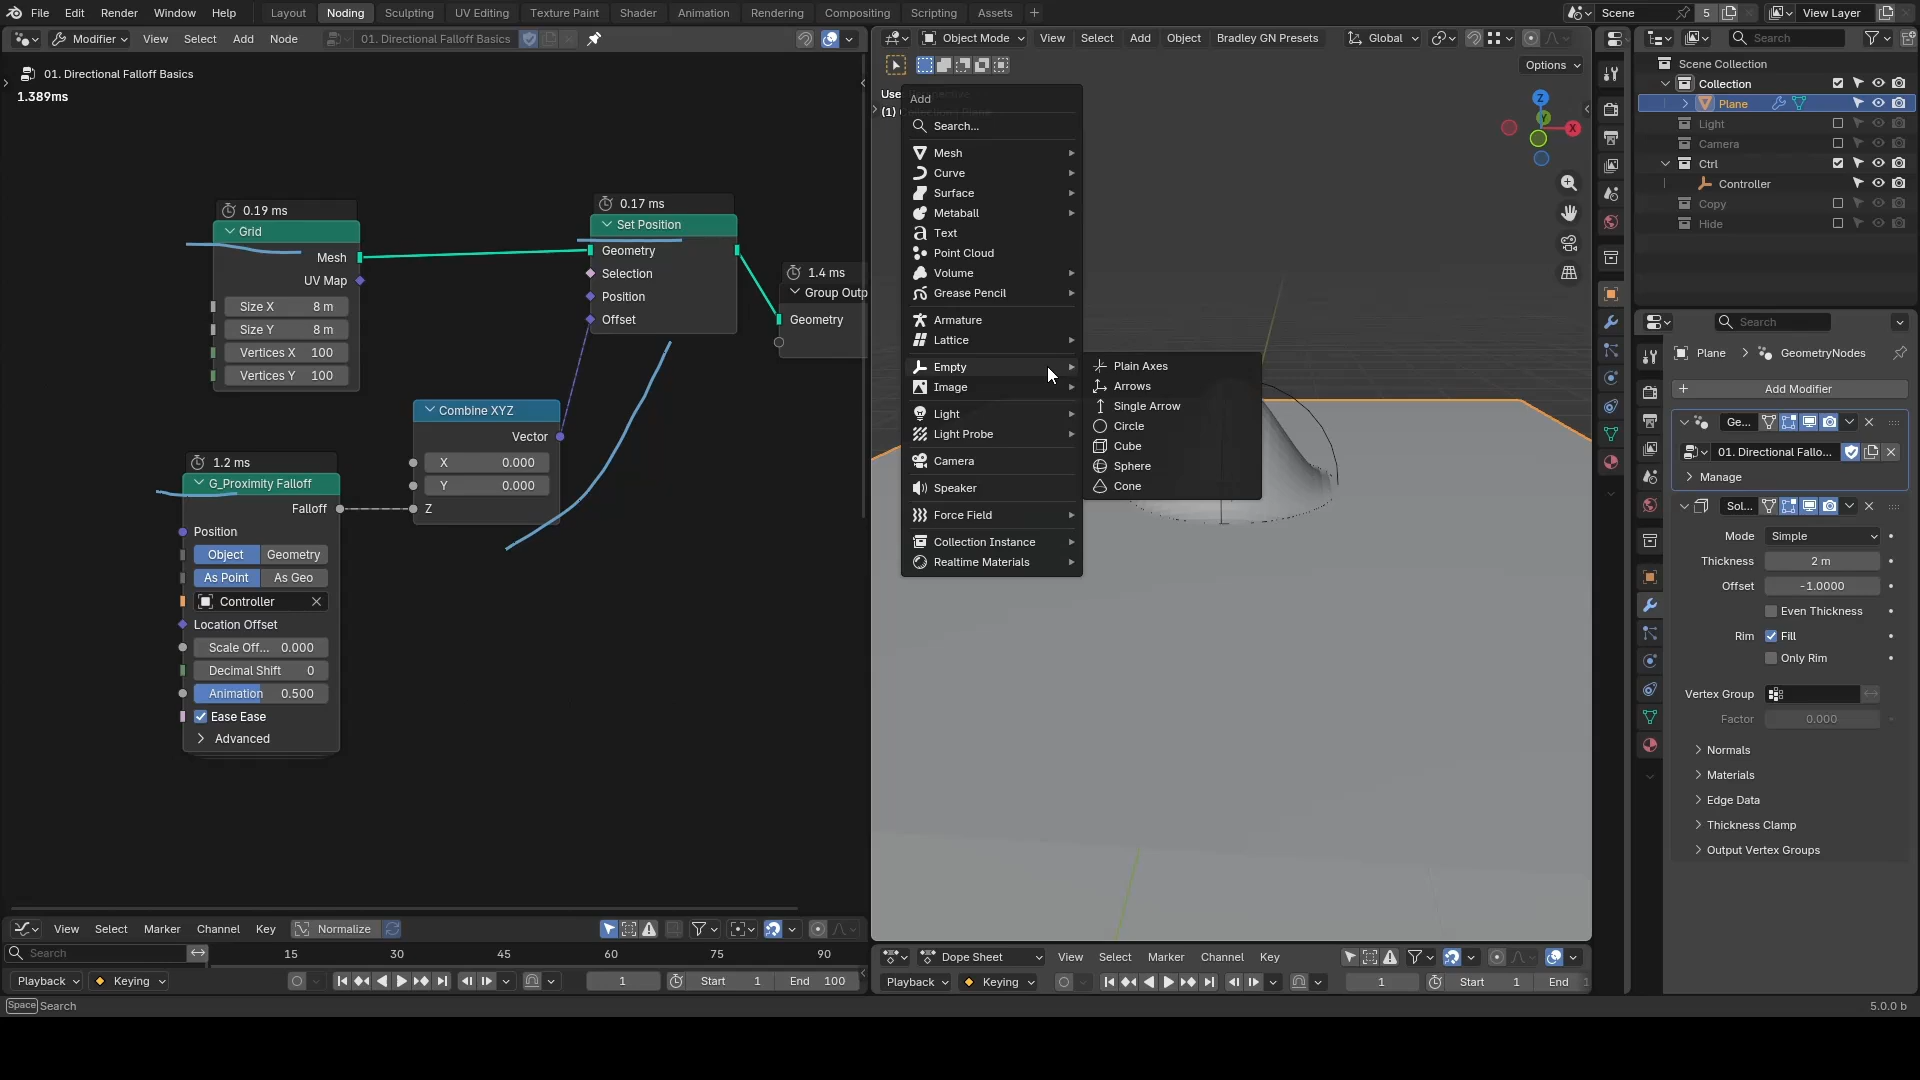 File Edit Render Window Help Layout Noding Sculpting UV Editing Texture Paint Shader Animation Rendering Compositing Scripting Assets Scene 5 View Layer
Modifier View Select Add Node 01. Directional Falloff Basics
Object Mode View Select Add Object Bradley GN Presets Global
Options
01. Directional Falloff Basics
1.389ms
0.19 ms
Grid
Mesh
UV Map
Size X 8 m
Size Y 8 m
Vertices X 100
Vertices Y 100
0.17 ms
Set Position
Geometry
Selection
Position
Offset
1.4 ms
Group Outp
Geometry
Combine XYZ
Vector
X 0.000
Y 0.000
Z
1.2 ms
G_Proximity Falloff
Falloff
Position
Object Geometry
As Point As Geo
Controller
Location Offset
Scale Off... 0.000
Decimal Shift 0
Animation 0.500
Ease Ease
Advanced
Use
(1)
Add
Search...
Mesh
Curve
Surface
Metaball
Text
Point Cloud
Volume
Grease Pencil
Armature
Lattice
Empty
Image
Light
Light Probe
Camera
Speaker
Force Field
Collection Instance
Realtime Materials
Plain Axes
Arrows
Single Arrow
Circle
Cube
Sphere
Cone
Z
Y
X
Search
Scene Collection
Collection
Plane
Light
Camera
Ctrl
Controller
Copy
Hide
Search
Plane GeometryNodes
Add Modifier
Ge...
01. Directional Fallo...
Manage
Sol...
Mode Simple
Thickness 2 m
Offset -1.0000
Even Thickness
Rim Fill
Only Rim
Vertex Group
Factor 0.000
Normals
Materials
Edge Data
Thickness Clamp
Output Vertex Groups
View Select Marker Channel Key Normalize
Search 15 30 45 60 75 90
Playback Keying 1 Start 1 End 100
Dope Sheet View Select Marker Channel Key
Playback Keying 1 Start 1 End
Space Search
5.0.0 b